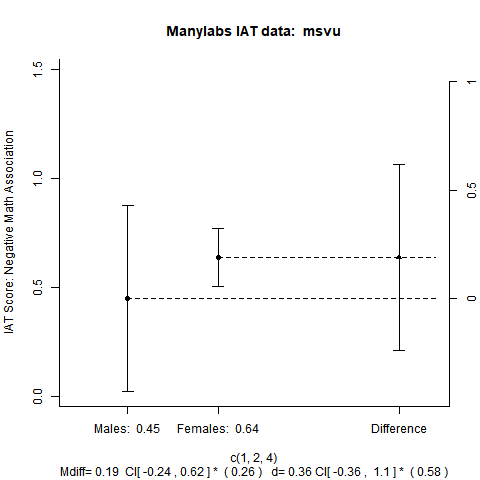 Manylabs IAT data:  msvu
IAT Score: Negative Math Association
1.5
1.0
0.5
0.0
1
0.5
0
Males:  0.45
Females:  0.64
Difference
c(1, 2, 4)
Mdiff= 0.19  CI[ -0.24 , 0.62 ] *  ( 0.26 )   d= 0.36 CI[ -0.36 ,  1.1 ] *  ( 0.58 )